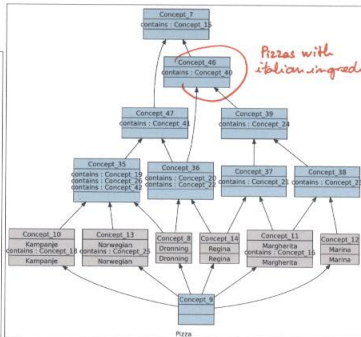 Concept_7
contains : Concept_15
Concept_46
contains : Concept_40
Pizzas with
italian ingred
Concept_47
contains : Concept_41
Concept_39
contains : Concept_24
Concept_35
contains : Concept_19
contains : Concept_26
contains : Concept_42
Concept_36
contains : Concept_20
contains : Concept_22
Concept_37
contains : Concept_21
Concept_38
contains : Concept_23
Concept_10
Kampanje
contains : Concept_18
Kampanje
Concept_13
Norwegian
contains : Concept_25
Norwegian
Concept_8
Dronning
Dronning
Concept_14
Regina
Regina
Concept_11
Margherita
contains : Concept_16
Margherita
Concept_12
Marina
Marina
Concept_9
Pizza